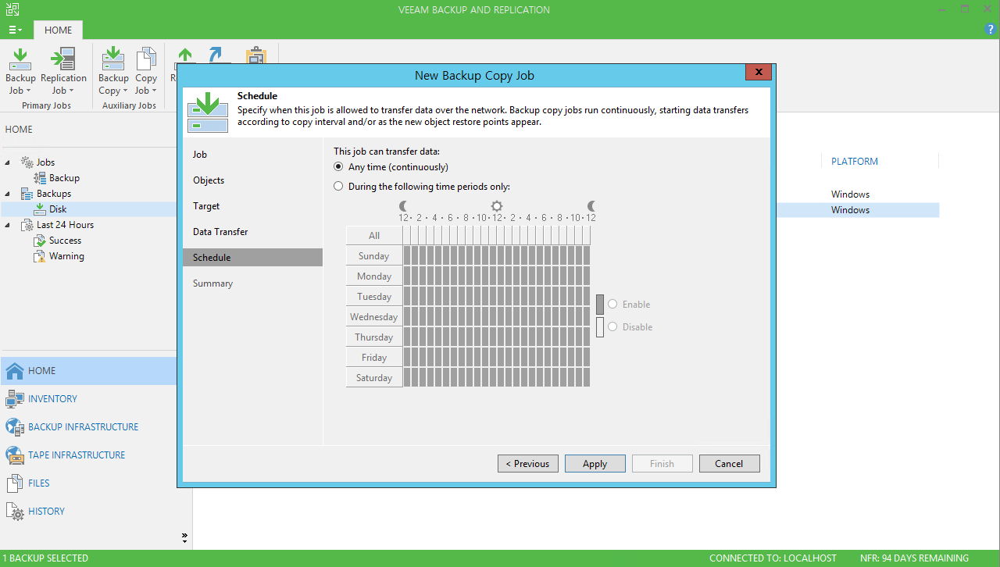 VEEAM BACKUP AND REPLICATION
HOME
?
Backup Job
Replication Job
Backup Copy
Copy Job
Primary Jobs
Auxiliary Jobs
HOME
Jobs
Backup
Backups
Disk
Last 24 Hours
Success
Warning
HOME
INVENTORY
BACKUP INFRASTRUCTURE
TAPE INFRASTRUCTURE
FILES
HISTORY
PLATFORM
Windows
Windows
New Backup Copy Job
X
Schedule
Specify when this job is allowed to transfer data over the network. Backup copy jobs run continuously, starting data transfers
according to copy interval and/or as the new object restore points appear.
Job
Objects
Target
Data Transfer
Schedule
Summary
This job can transfer data:
Any time (continuously)
During the following time periods only:
12 · 2 · 4 · 6 · 8 · 10 · 12 · 2 · 4 · 6 · 8 · 10 · 12
All
Sunday
Monday
Tuesday
Wednesday
Thursday
Friday
Saturday
Enable
Disable
< Previous
Apply
Finish
Cancel
1 BACKUP SELECTED
CONNECTED TO: LOCALHOST
NFR: 94 DAYS REMAINING